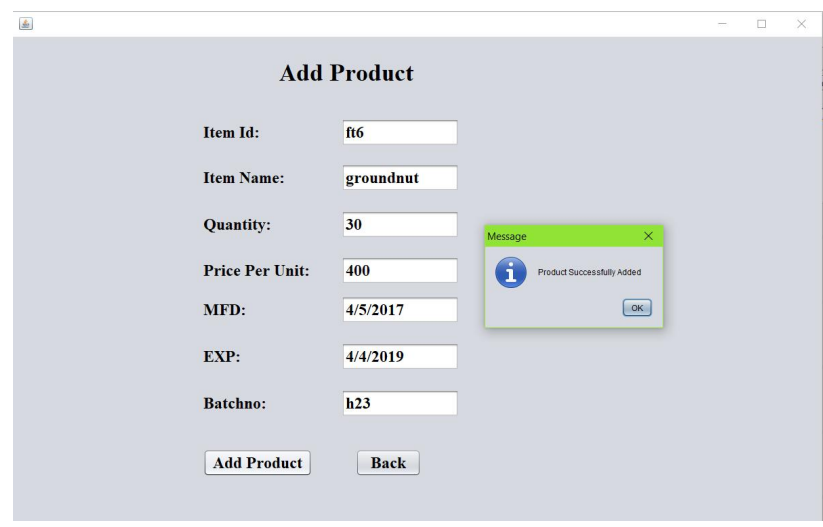 Add Product
Item Id: ft6
Item Name: groundnut
Quantity: 30
Message
Price Per Unit: 400
Product Successfully Added
MFD: 4/5/2017
OK
EXP: 4/4/2019
Batchno: h23
Add Product Back